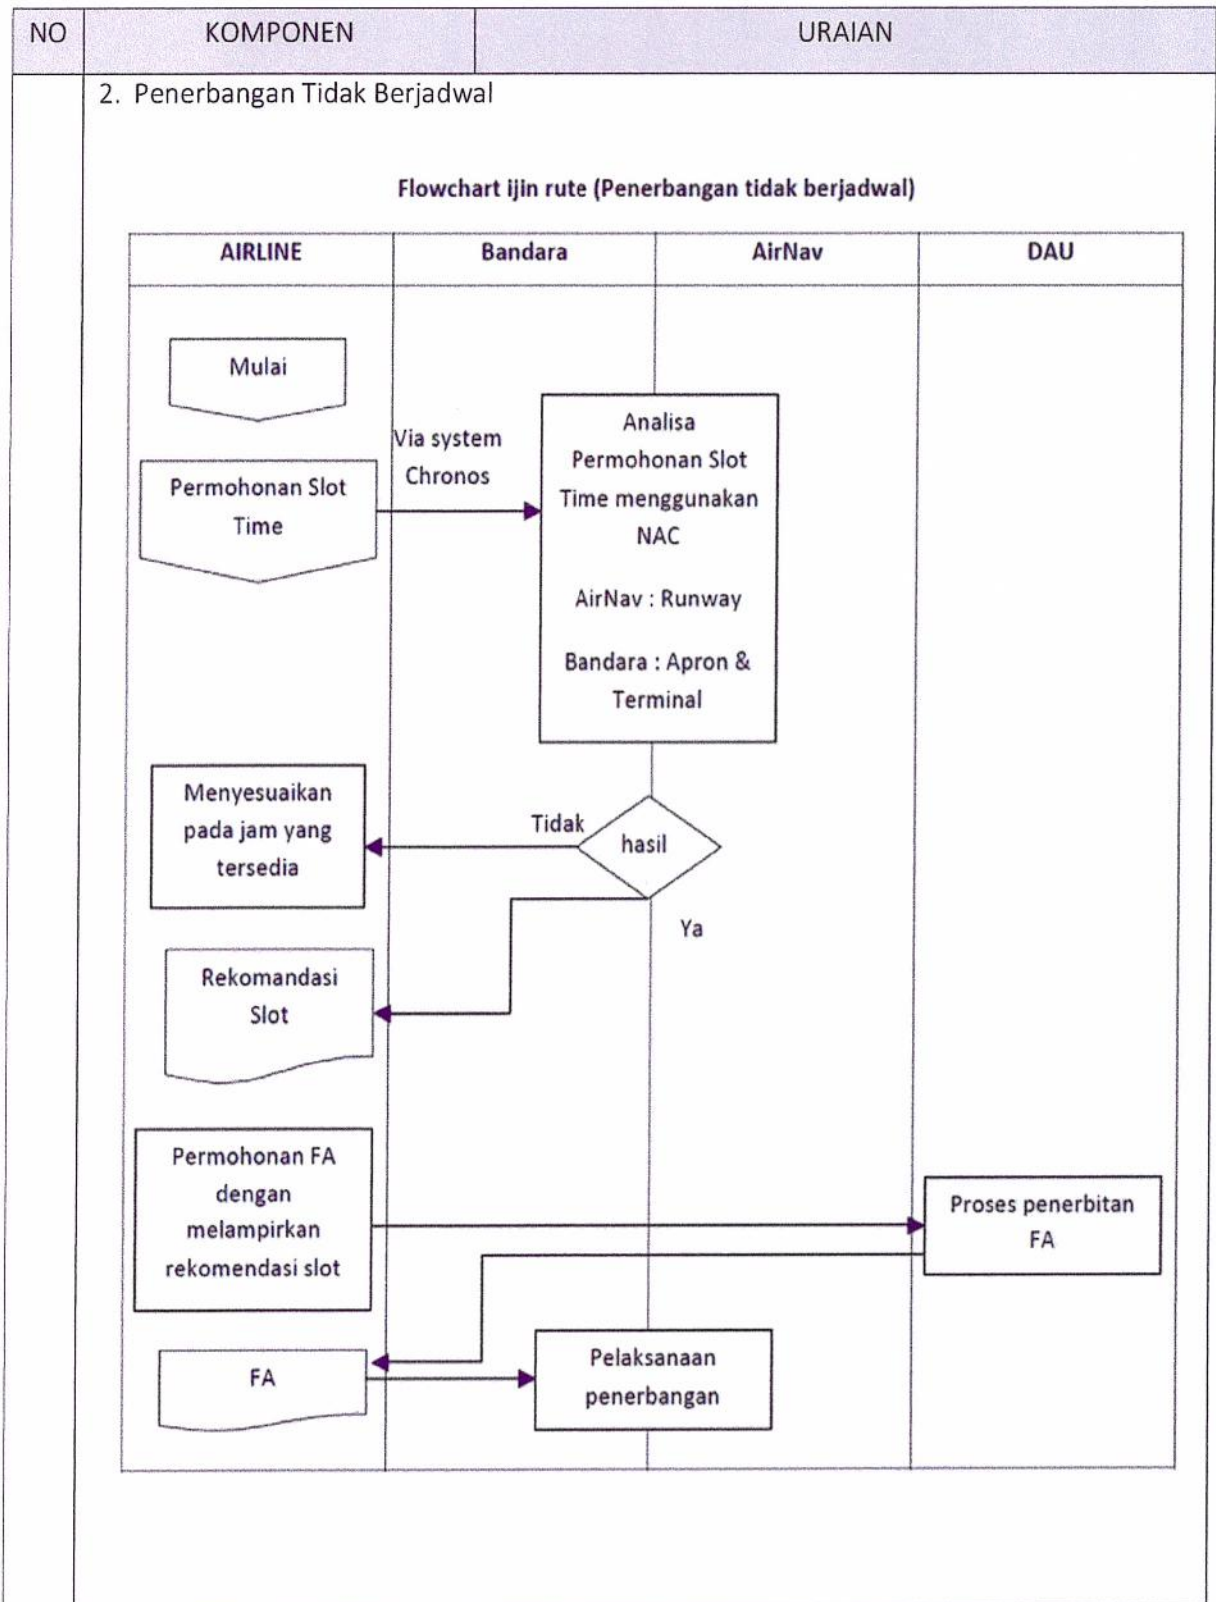 NO KOMPONEN URAIAN
2. Penerbangan Tidak Berjadwal
Flowchart ijin rute (Penerbangan tidak berjadwal)
AIRLINE Bandara AirNav DAU
Mulai
Via system
Chronos
Permohonan Slot
Time
Analisa
Permohonan Slot
Time menggunakan
NAC
AirNav : Runway
Bandara : Apron &
Terminal
Menyesuaikan
pada jam yang
tersedia
Tidak
hasil
Ya
Rekomandasi
Slot
Permohonan FA
dengan
melampirkan
rekomendasi slot
Proses penerbitan
FA
FA
Pelaksanaan
penerbangan